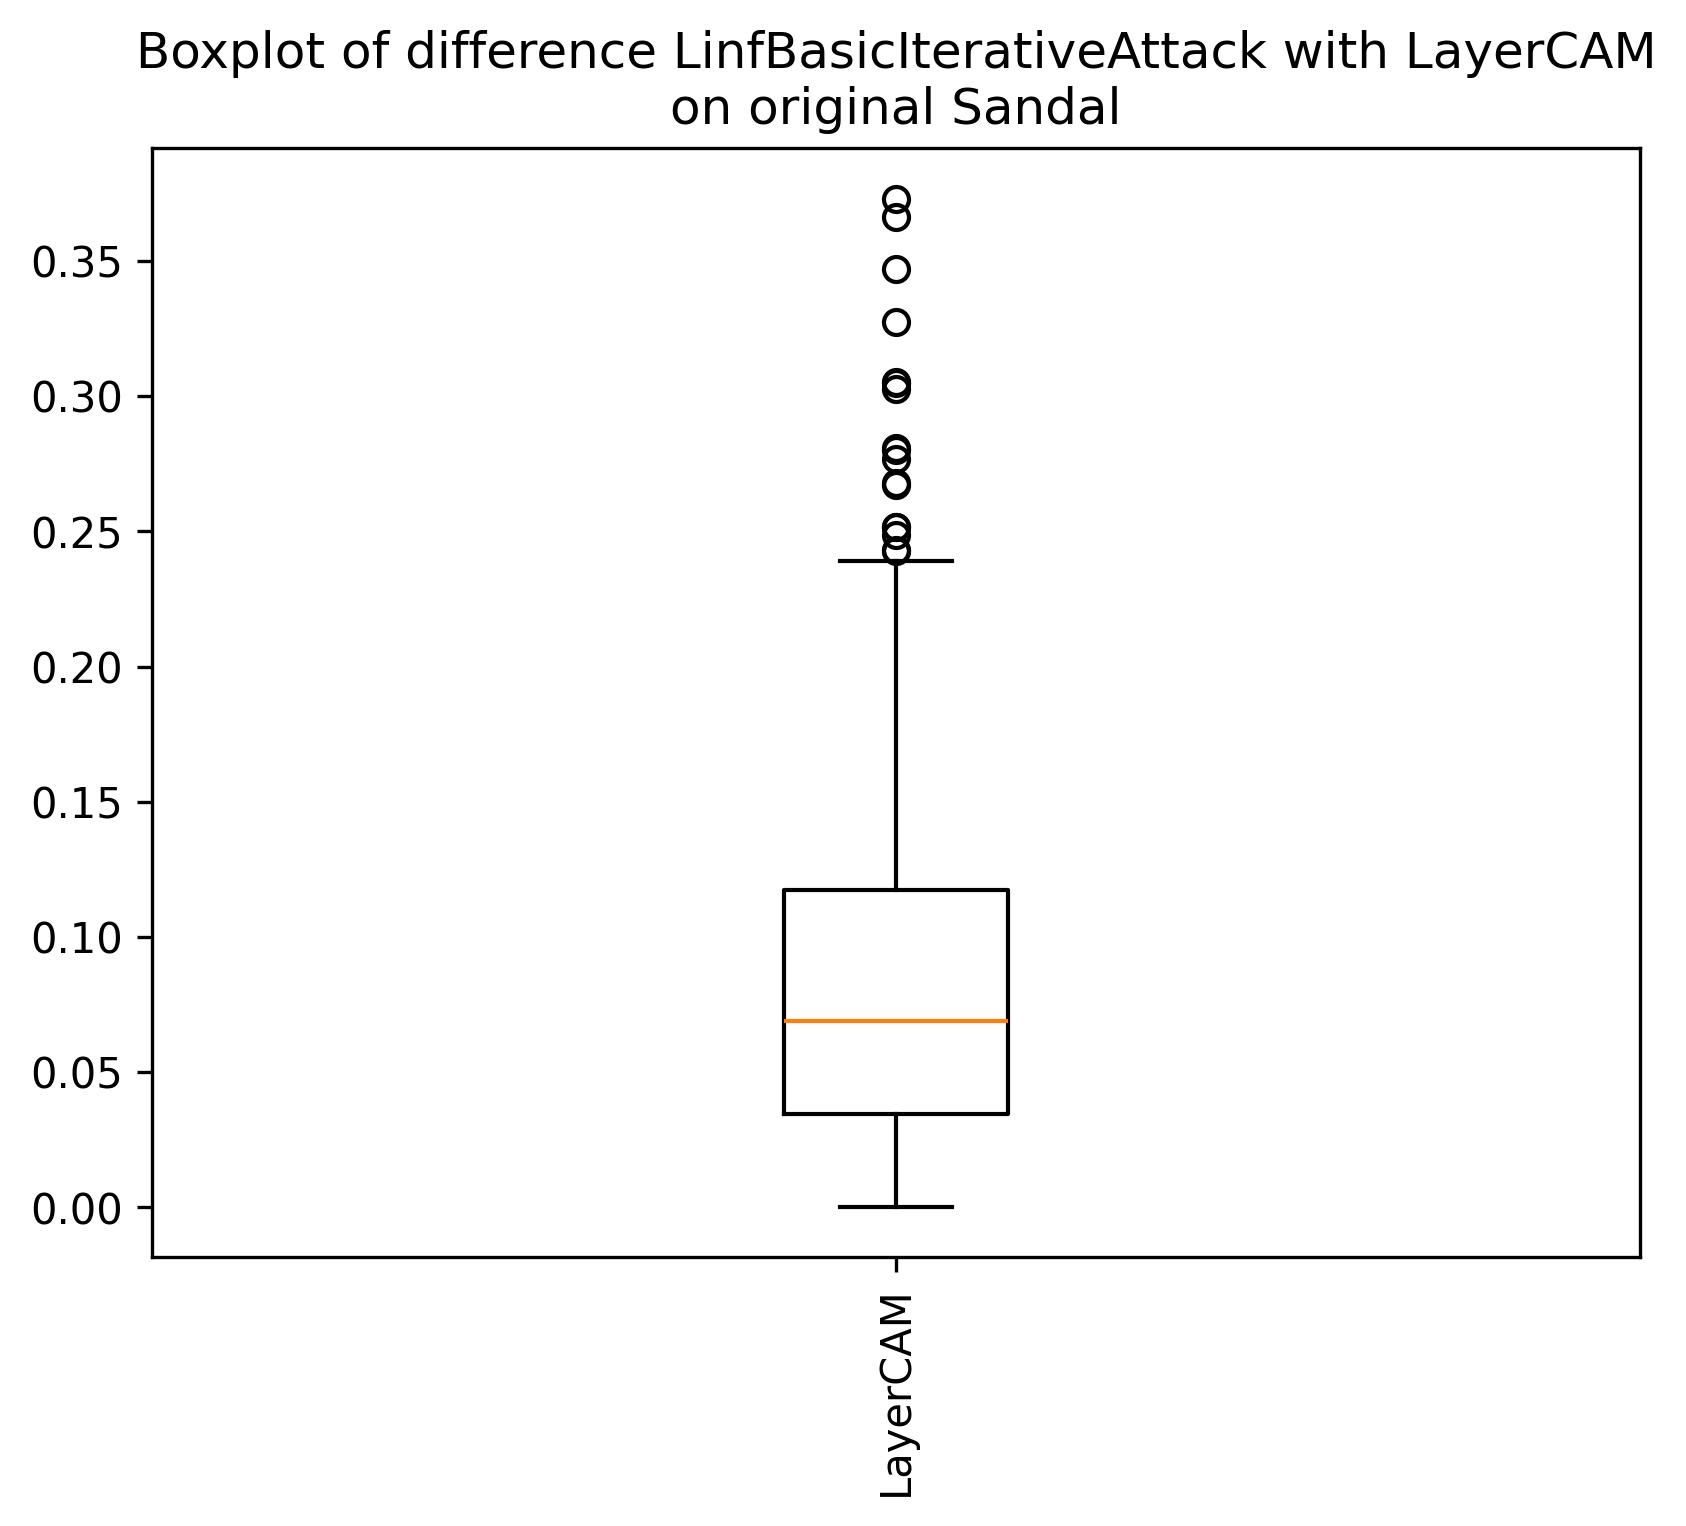 Boxplot of difference LinfBasicIterativeAttack with LayerCAM
on original Sandal
0.35
0.30
0.25
0.20
0.15
0.10
0.05
0.00
LayerCAM